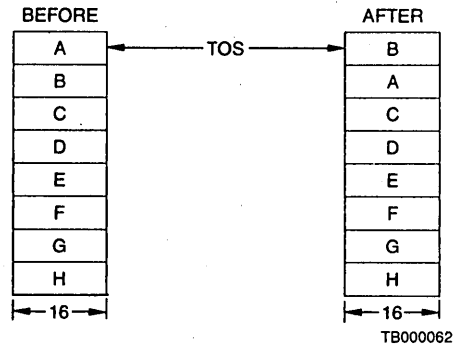 BEFORE AFTER
A TOS B
B A
C C
D D
E E
F F
G G
H H
16 16
TB000062